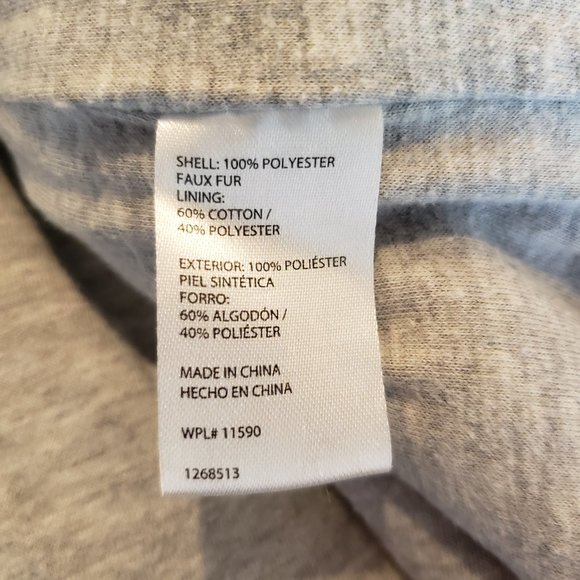 SHELL: 100% POLYESTER
FAUX FUR
LINING:
60% COTTON /
40% POLYESTER
EXTERIOR: 100% POLIÉSTER
PIEL SINTÉTICA
FORRO:
60% ALGODÓN /
40% POLIÉSTER
MADE IN CHINA
HECHO EN CHINA
WPL# 11590
1268513